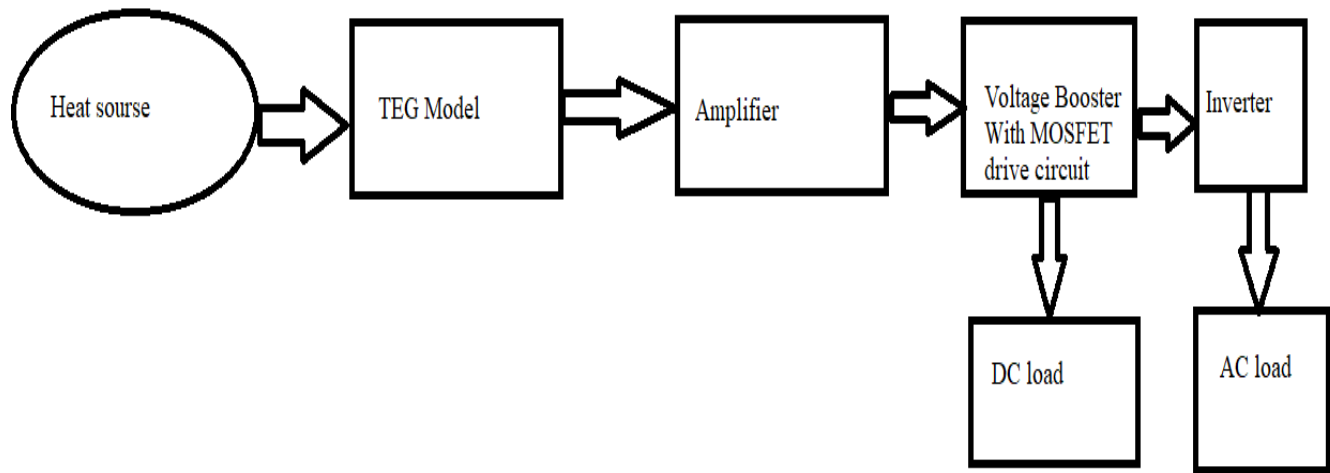 Heat sourse
TEG Model
Amplifier
Voltage Booster
With MOSFET
drive circuit
Inverter
DC load
AC load